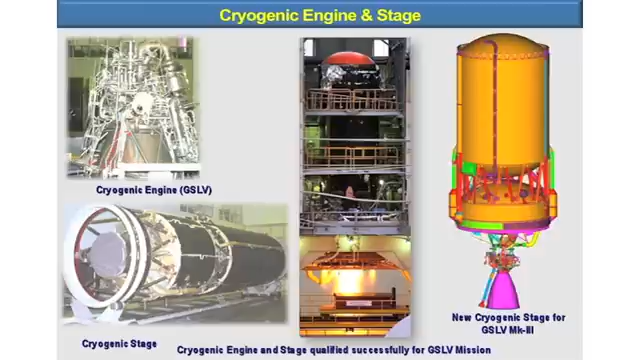 Cryogenic Engine & Stage
Cryogenic Engine (GSLV)
New Cryogenic Stage for
GSLV Mk-III
Cryogenic Stage
Cryogenic Engine and Stage qualified successfully for GSLV Mission